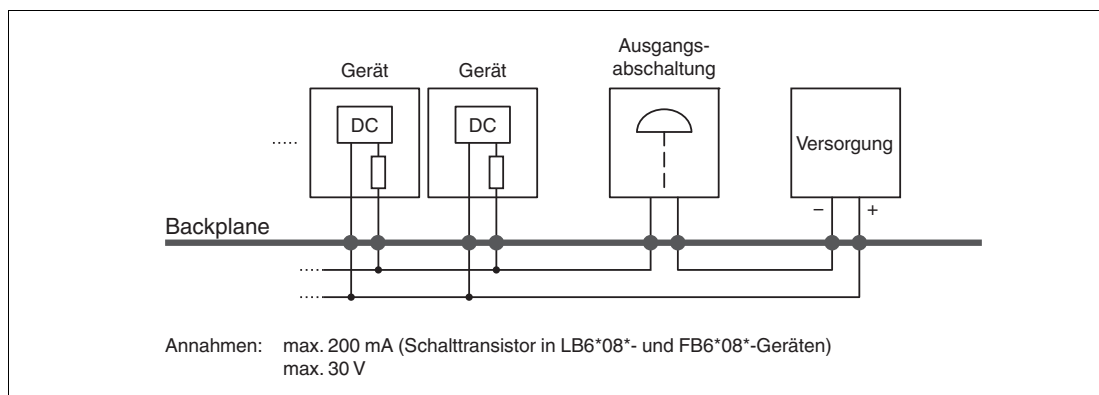 Ausgangs-
abschaltung
Gerät Gerät
DC DC
Versorgung
.....
– +
Backplane
.....
.....
Annahmen: max. 200 mA (Schalttransistor in LB6*08*- und FB6*08*-Geräten)
max. 30 V